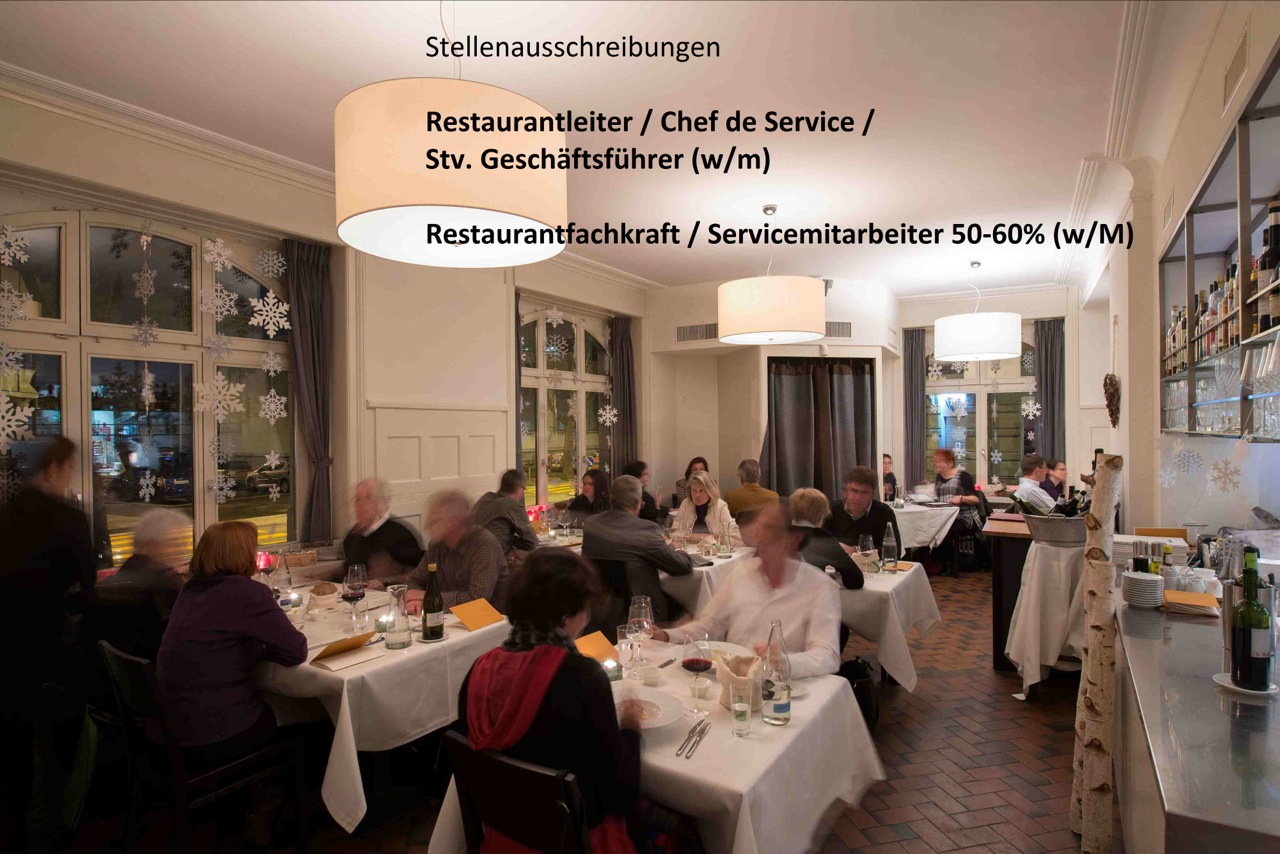 Stellenausschreibungen
Restaurantleiter / Chef de Service /
Stv. Geschäftsführer (w/m)
Restaurantfachkraft / Servicemitarbeiter 50-60% (w/M)